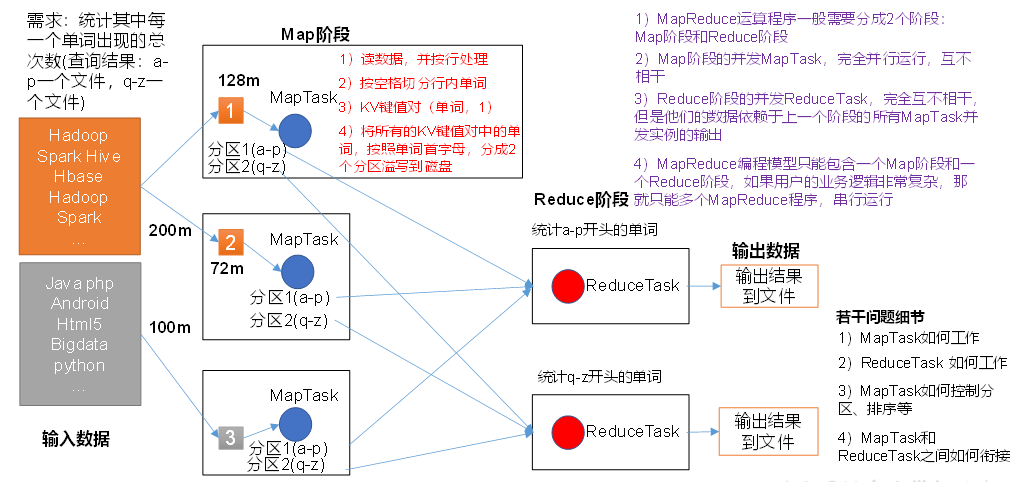 需求：统计其中每
一个单词出现的总
次数(查询结果：a-
p一个文件，q-z一
个文件)
Hadoop
Spark Hive
Hbase
Hadoop
Spark
...
200m
Java php
Android
Html5
Bigdata
python
...
100m
输入数据
Map阶段
128m
1
MapTask
分区1(a-p)
分区2(q-z)
1）读数据，并按行处理
2）按空格切分行内单词
3）KV键值对（单词，1）
4）将所有的KV键值对中的单
词，按照单词首字母，分成2
个分区溢写到磁盘
MapTask
2
72m
分区1(a-p)
分区2(q-z)
MapTask
3
分区1(a-p)
分区2(q-z)
Reduce阶段
统计a-p开头的单词
ReduceTask
统计q-z开头的单词
ReduceTask
输出数据
输出结果
到文件
输出结果
到文件
1）MapReduce运算程序一般需要分成2个阶段：
Map阶段和Reduce阶段
2）Map阶段的并发MapTask，完全并行运行，互不
相干
3）Reduce阶段的并发ReduceTask，完全互不相干，
但是他们的数据依赖于上一个阶段的所有MapTask并
发实例的输出
4）MapReduce编程模型只能包含一个Map阶段和一
个Reduce阶段，如果用户的业务逻辑非常复杂，那
就只能多个MapReduce程序，串行运行
若干问题细节
1）MapTask如何工作
2）ReduceTask 如何工作
3）MapTask如何控制分
区、排序等
4）MapTask和
ReduceTask之间如何衔接